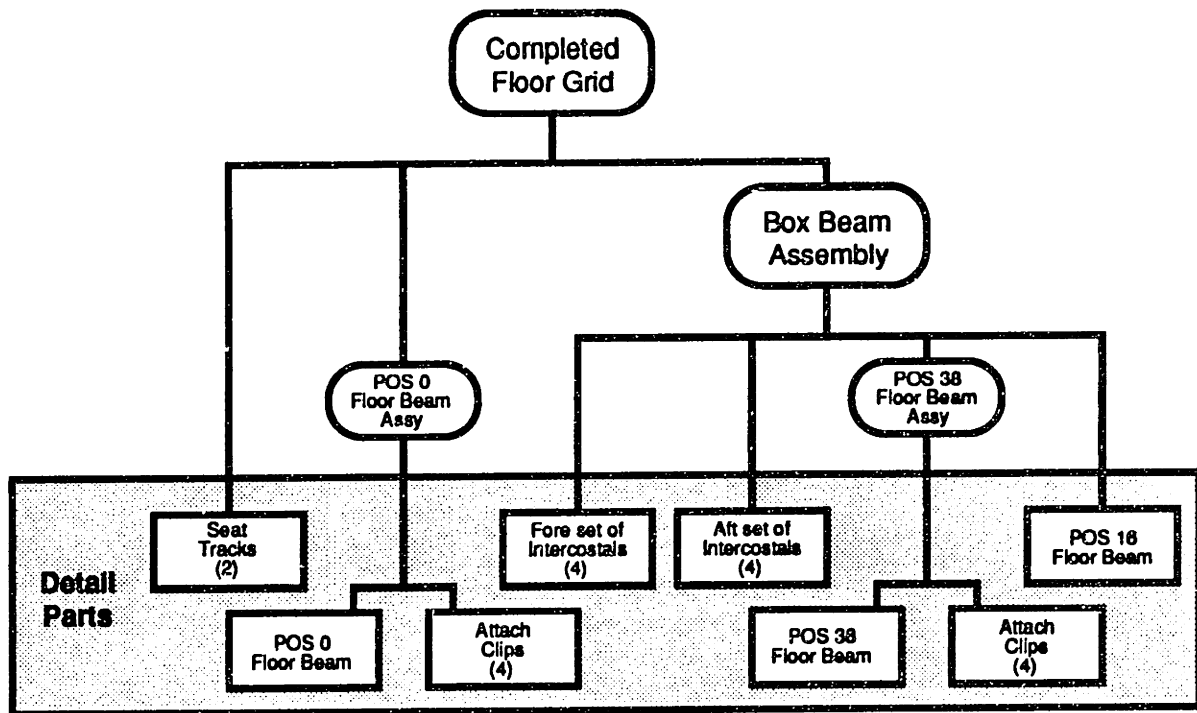 Completed
Floor Grid
Box Beam
Assembly
POS 0
Floor Beam
Assy
POS 38
Floor Beam
Assy
Detail
Parts
Seat
Tracks
(2)
Fore set of
Intercostals
(4)
Aft set of
Intercostals
(4)
POS 18
Floor Beam
POS 0
Floor Beam
Attach
Clips
(4)
POS 38
Floor Beam
Attach
Clips
(4)